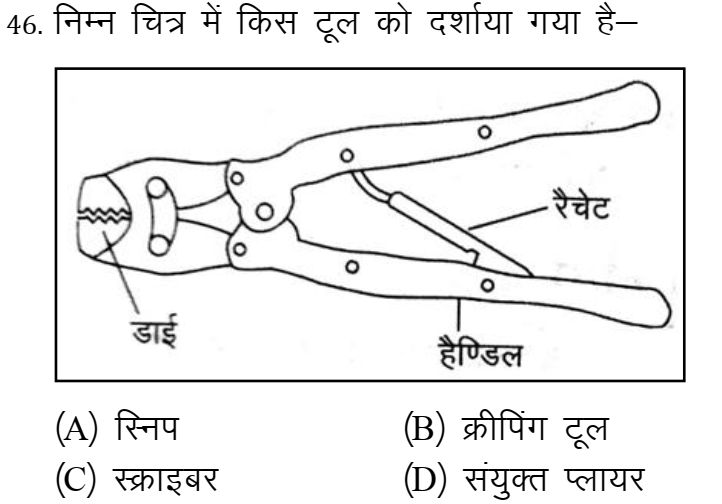 46. निम्न चित्र में किस टूल को दर्शाया गया है–
रैचेट
डाई
हैण्डिल
(A) स्निप (B) क्रीपिंग टूल
(C) स्क्राइबर (D) संयुक्त प्लायर